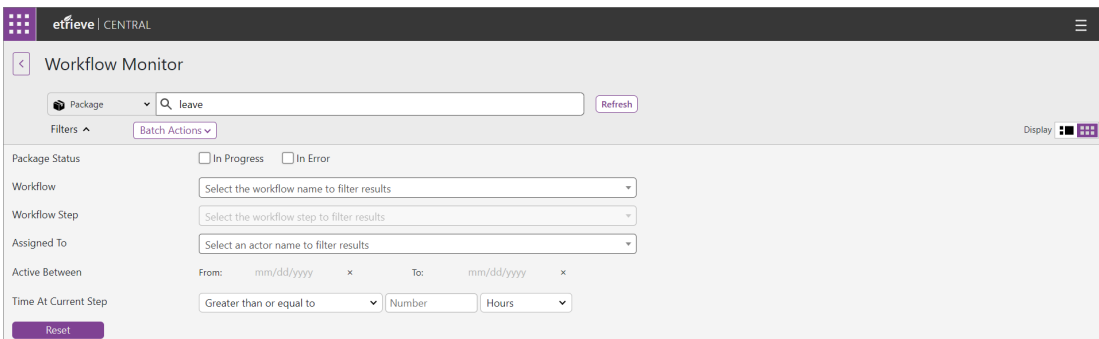 etrieve | CENTRAL
Workflow Monitor
Package leave Refresh
Filters Batch Actions Display
Package Status In Progress In Error
Workflow Select the workflow name to filter results
Workflow Step Select the workflow step to filter results
Assigned To Select an actor name to filter results
Active Between From: mm/dd/yyyy × To: mm/dd/yyyy ×
Time At Current Step Greater than or equal to Number Hours
Reset